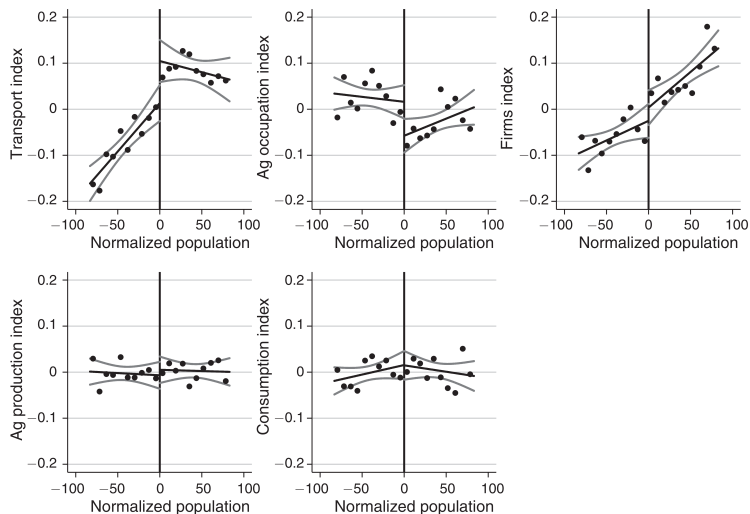 Transport index
0.2
0.1
0
−0.1
−0.2
−100 −50 0 50 100
Normalized population
Ag occupation index
0.2
0.1
0
−0.1
−0.2
−100 −50 0 50 100
Normalized population
Firms index
0.2
0.1
0
−0.1
−0.2
−100 −50 0 50 100
Normalized population
Ag production index
0.2
0.1
0
−0.1
−0.2
−100 −50 0 50 100
Normalized population
Consumption index
0.2
0.1
0
−0.1
−0.2
−100 −50 0 50 100
Normalized population